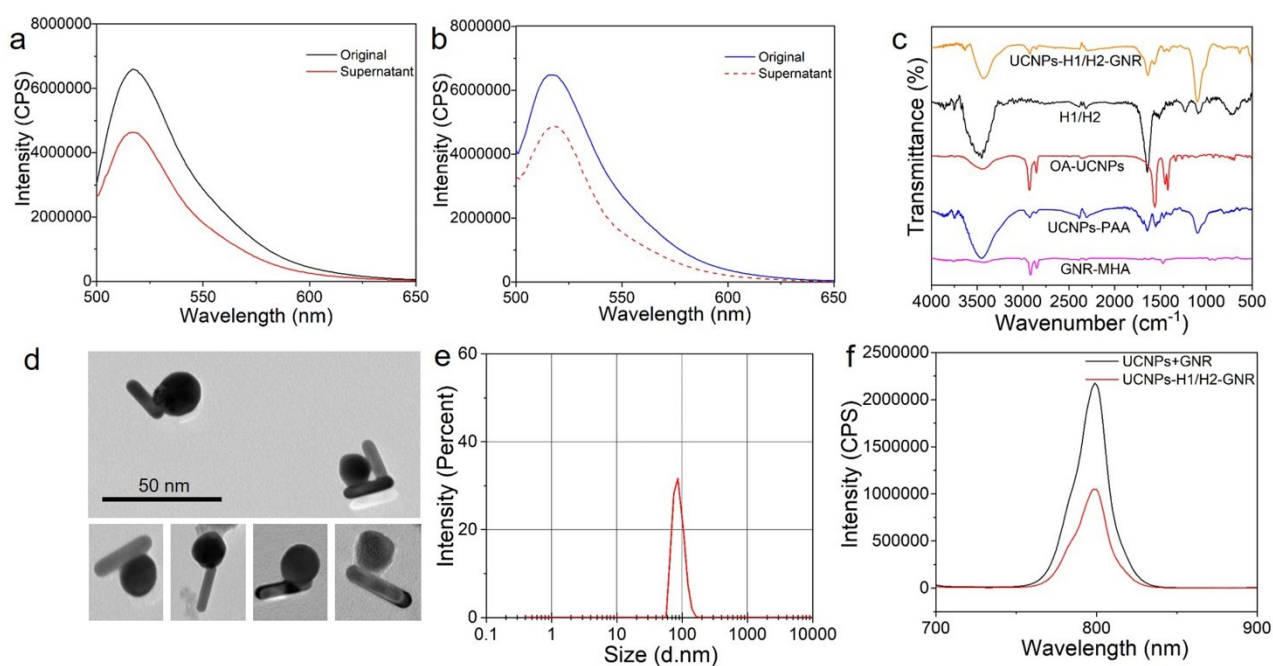 a
8000000
6000000
4000000
2000000
0
Intensity (CPS)
500
550
600
650
Wavelength (nm)
Original
Supernatant
b
8000000
6000000
4000000
2000000
0
Intensity (CPS)
500
550
600
650
Wavelength (nm)
Original
Supernatant
c
Transmittance (%)
UCNPs-H1/H2-GNR
H1/H2
OA-UCNPs
UCNPs-PAA
GNR-MHA
4000 3500 3000 2500 2000 1500 1000 500
Wavenumber (cm⁻¹)
d
50 nm
e
60
40
20
0
Intensity (Percent)
0.1 1 10 100 1000 10000
Size (d.nm)
f
2500000
2000000
1500000
1000000
500000
0
Intensity (CPS)
UCNPs+GNR
UCNPs-H1/H2-GNR
700 800 900
Wavelength (nm)